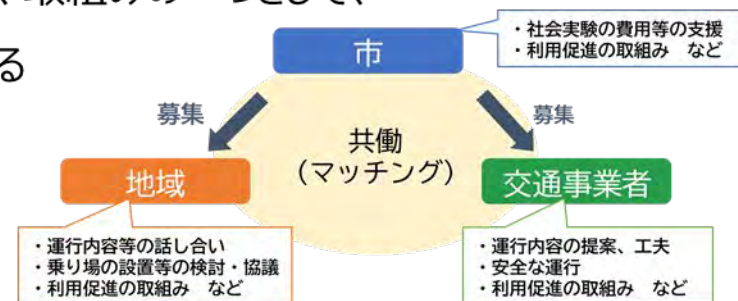 取組みの一つとして、
る
市
・社会実験の費用等の支援
・利用促進の取組み など
募集
募集
共働
（マッチング）
地域
交通事業者
・運行内容等の話し合い
・乗り場の設置等の検討・協議
・利用促進の取組み など
・運行内容の提案、工夫
・安全な運行
・利用促進の取組み など